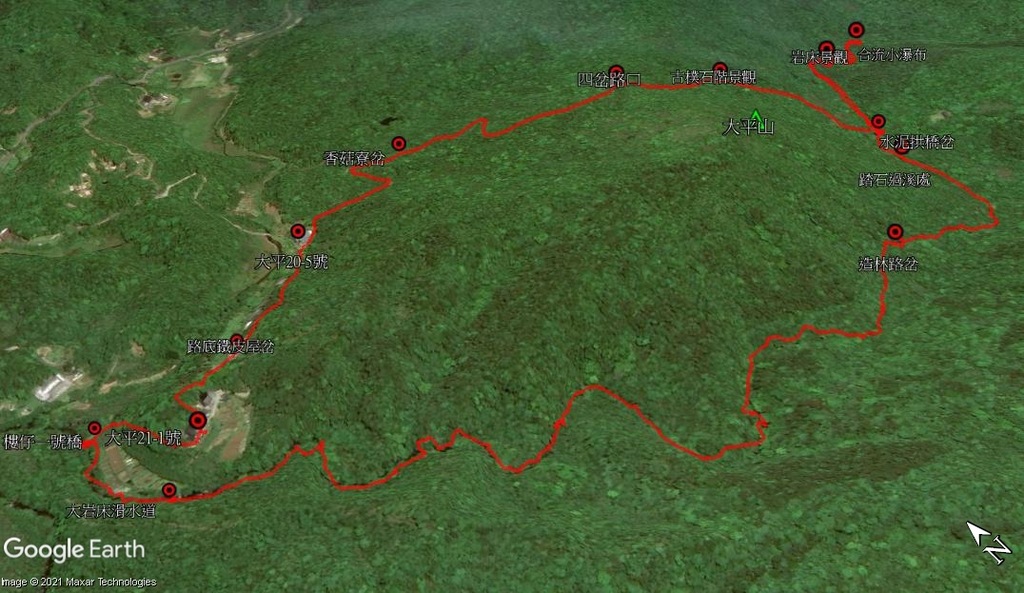 岩床景觀
合流小瀑布
四岔路口
古樸石階景觀
大平山
水泥拱橋岔
香菇寮岔
踏石過溪處
大平20-5號
造林路岔
路底鐵皮屋岔
大平21-1號
樓仔一號橋
大岩床滑水道
N
Google Earth
Image © 2021 Maxar Technologies